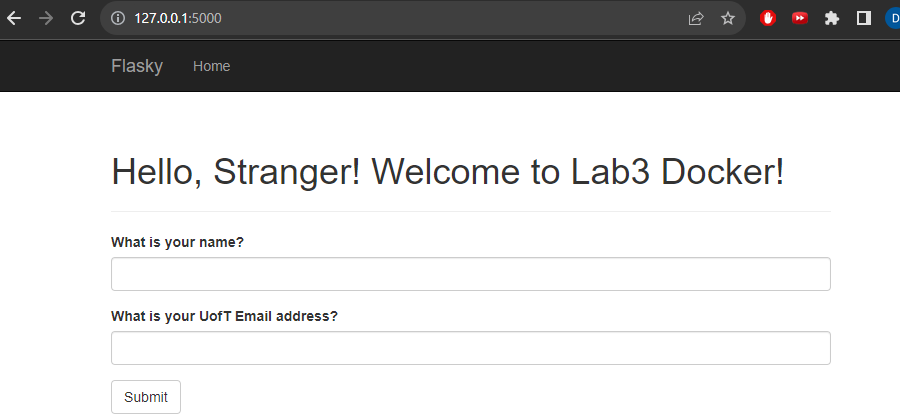 127.0.0.1:5000
D
Flasky Home
Hello, Stranger! Welcome to Lab3 Docker!
What is your name?
What is your UofT Email address?
Submit